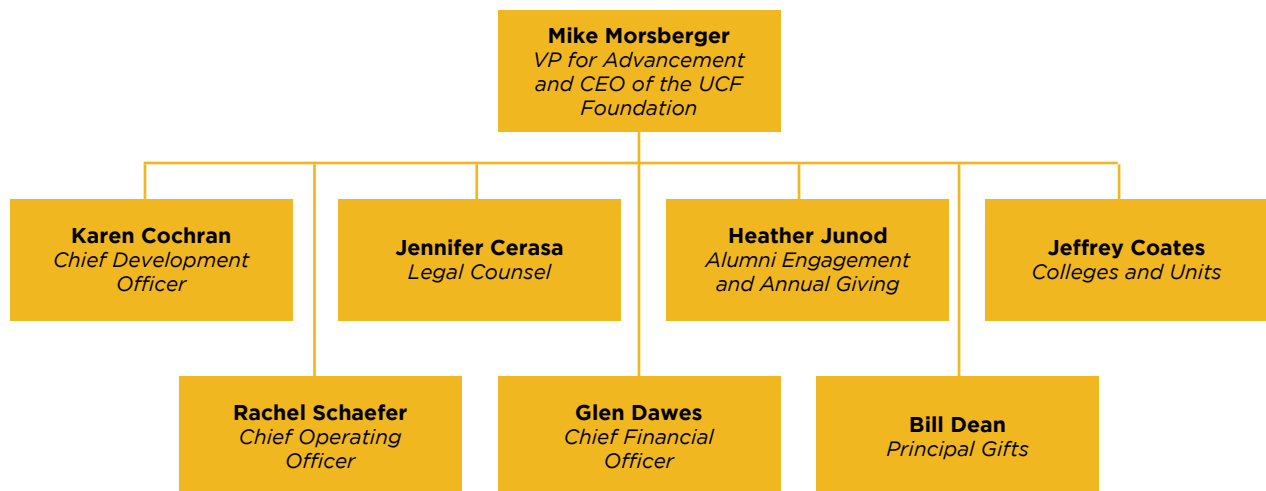 Mike Morsberger
VP for Advancement
and CEO of the UCF
Foundation
Karen Cochran
Chief Development
Officer
Jennifer Cerasa
Legal Counsel
Heather Junod
Alumni Engagement
and Annual Giving
Jeffrey Coates
Colleges and Units
Rachel Schaefer
Chief Operating
Officer
Glen Dawes
Chief Financial
Officer
Bill Dean
Principal Gifts